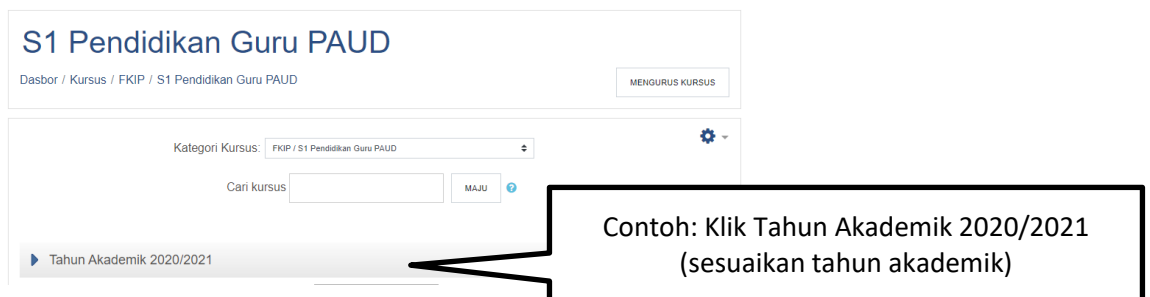 S1 Pendidikan Guru PAUD
Dasbor / Kursus / FKIP / S1 Pendidikan Guru PAUD
MENGURUS KURSUS
Kategori Kursus: FKIP / S1 Pendidikan Guru PAUD
Cari kursus MAJU
Tahun Akademik 2020/2021
Contoh: Klik Tahun Akademik 2020/2021
(sesuaikan tahun akademik)